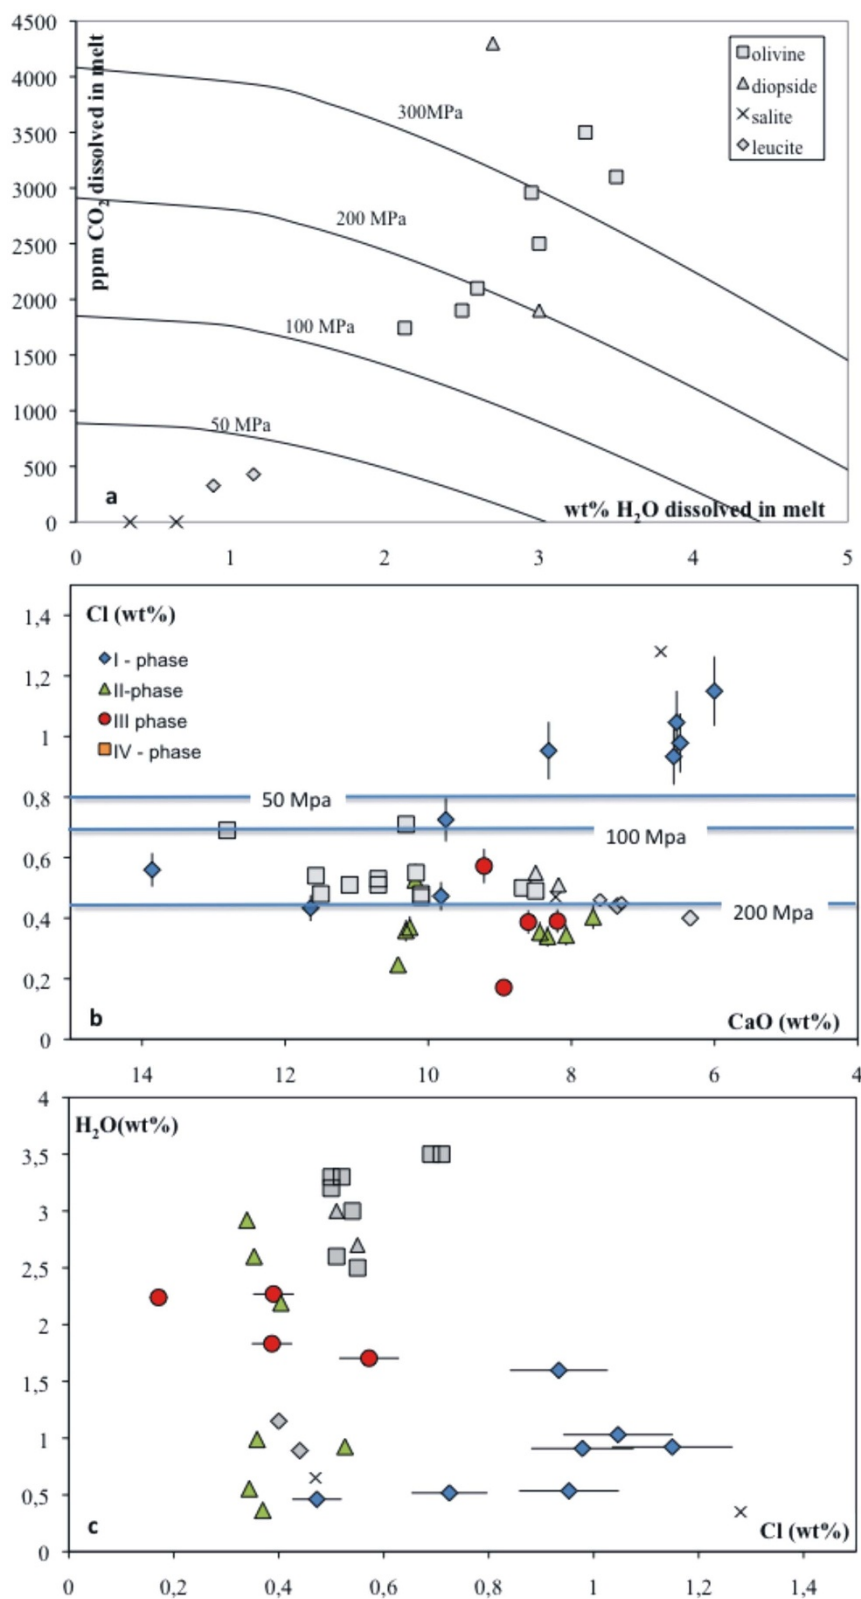 4500
4000
3500
3000
2500
2000
1500
1000
500
0
ppm CO2 dissolved in melt
olivine
diopside
salite
leucite
300MPa
200 MPa
100 MPa
50 MPa
a
wt% H2O dissolved in melt
0 1 2 3 4 5
1,4
1,2
1
0.8
0,6
0,4
0,2
0
Cl (wt%)
I - phase
II-phase
III phase
IV - phase
50 Mpa
100 Mpa
200 Mpa
b
CaO (wt%)
14 12 10 8 6 4
4
3,5
3
2,5
2
1,5
1
0,5
0
H2O(wt%)
c
Cl (wt%)
0 0,2 0,4 0,6 0,8 1 1,2 1,4